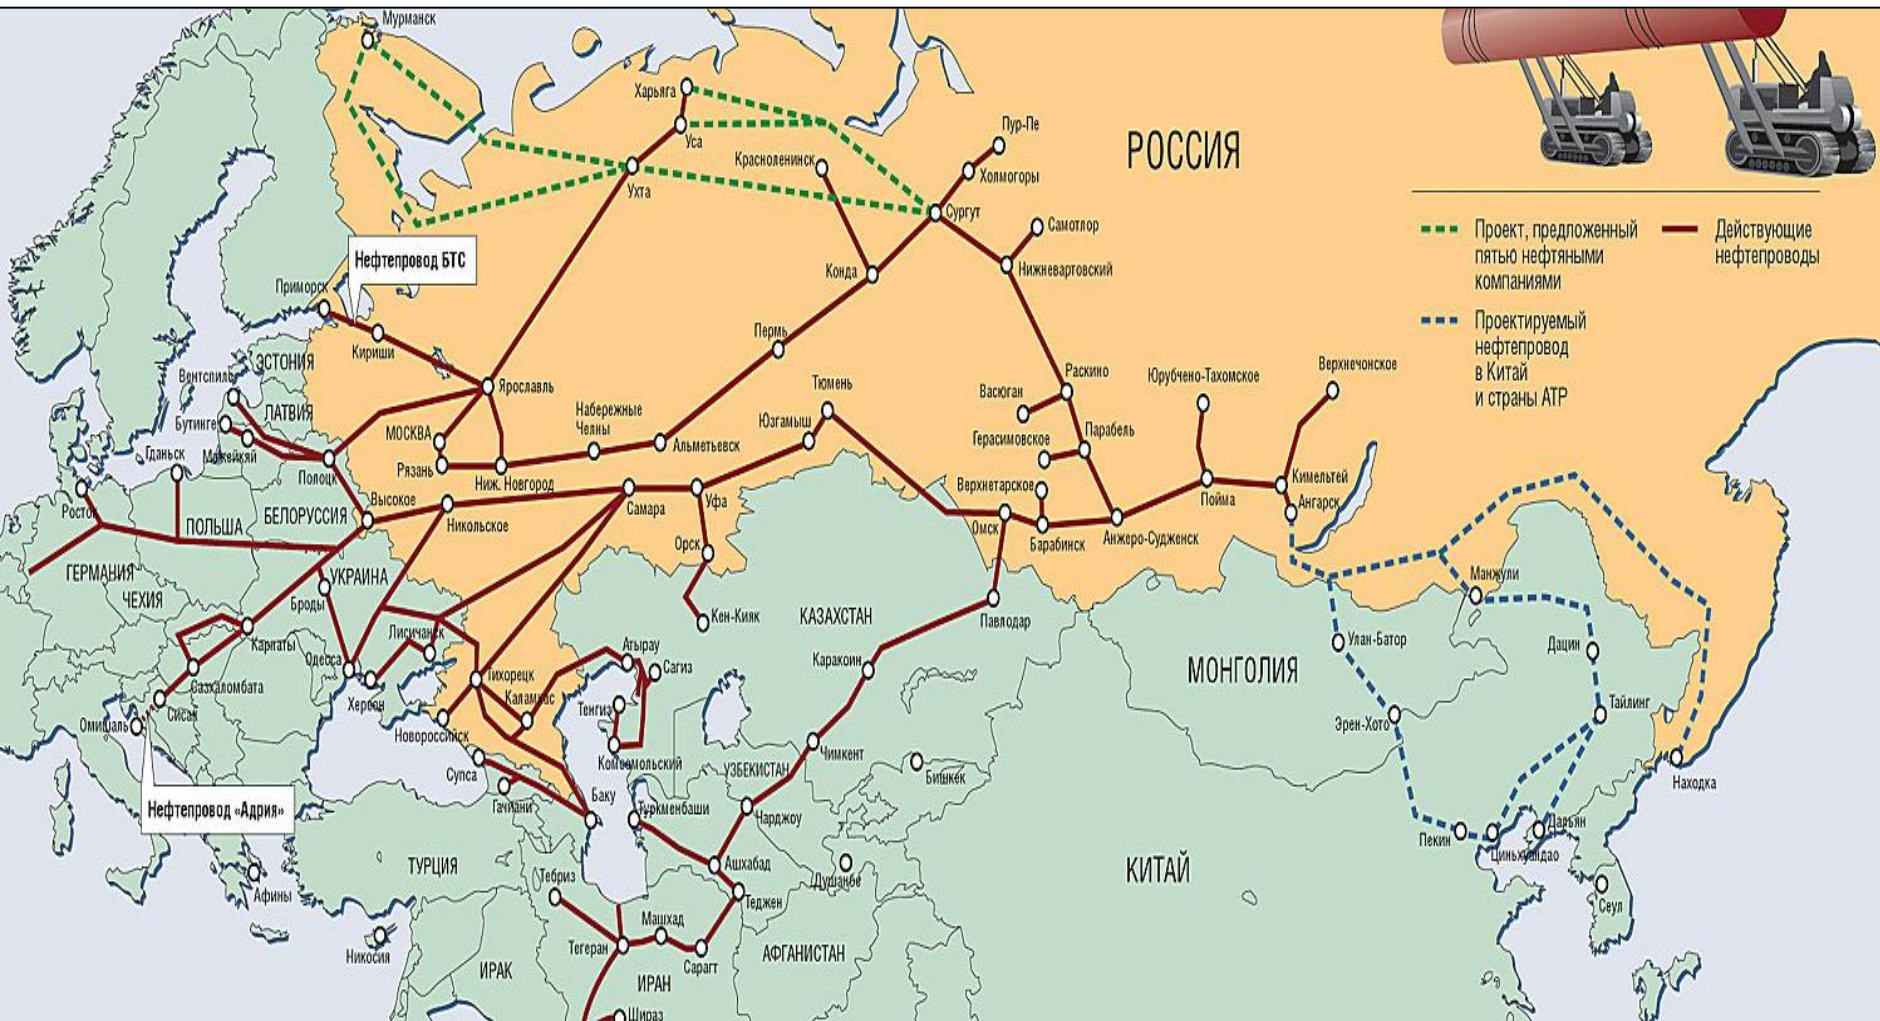 Мурманск
Харьяга
Уса
Ухта
Красноленинск
Пур-Пе
Холмогоры
Сургут
Самотлор
Нижневартовский
Конда
РОССИЯ
Проект, предложенный
пятью нефтяными
компаниями
Действующие
нефтепроводы
Проектируемый
нефтепровод
в Китай
и страны АТР
Нефтепровод БТС
Приморск
Кириши
Ярославль
Пермь
Тюмень
Юзгамыш
Набережные
Челны
Альметьевск
МОСКВА
Рязань
Ниж. Новгород
ЭСТОНИЯ
Вентспилс
ЛАТВИЯ
Бутинге
Мажейкяй
Гданьск
Полоцк
Росток
ПОЛЬША
БЕЛОРУССИЯ
Высокое
Никольское
Самара
Уфа
Орск
Раскино
Васюган
Герасимовское
Парабель
Юрубчено-Тахомское
Верхнечонское
Верхнетарское
Омск
Барабинск
Анжеро-Судженск
Пойма
Кимельтей
Ангарск
ГЕРМАНИЯ
ЧЕХИЯ
УКРАИНА
Броды
Карпаты
Лисичанск
Одесса
Херсон
Сазхаломбата
Сисак
Омишаль
Нефтепровод «Адрия»
Кен-Кияк
КАЗАХСТАН
Павлодар
Каракоин
Атырау
Сагиз
Тенгиз
Комсомольский
Тихорецк
Каламкас
Новороссийск
Супса
Гачиани
Баку
Туркменбаши
УЗБЕКИСТАН
Чимкент
Бишкек
Чарджоу
Ашхабад
Душанбе
Теджен
ТУРЦИЯ
Тебриз
Афины
Никосия
Тегеран
Машхад
Сарагт
АФГАНИСТАН
ИРАК
ИРАН
Шираз
МОНГОЛИЯ
Улан-Батор
Эрен-Хото
Манжули
Дацин
Тайлинг
Находка
КИТАЙ
Пекин
Циньхуандао
Дальян
Сеул